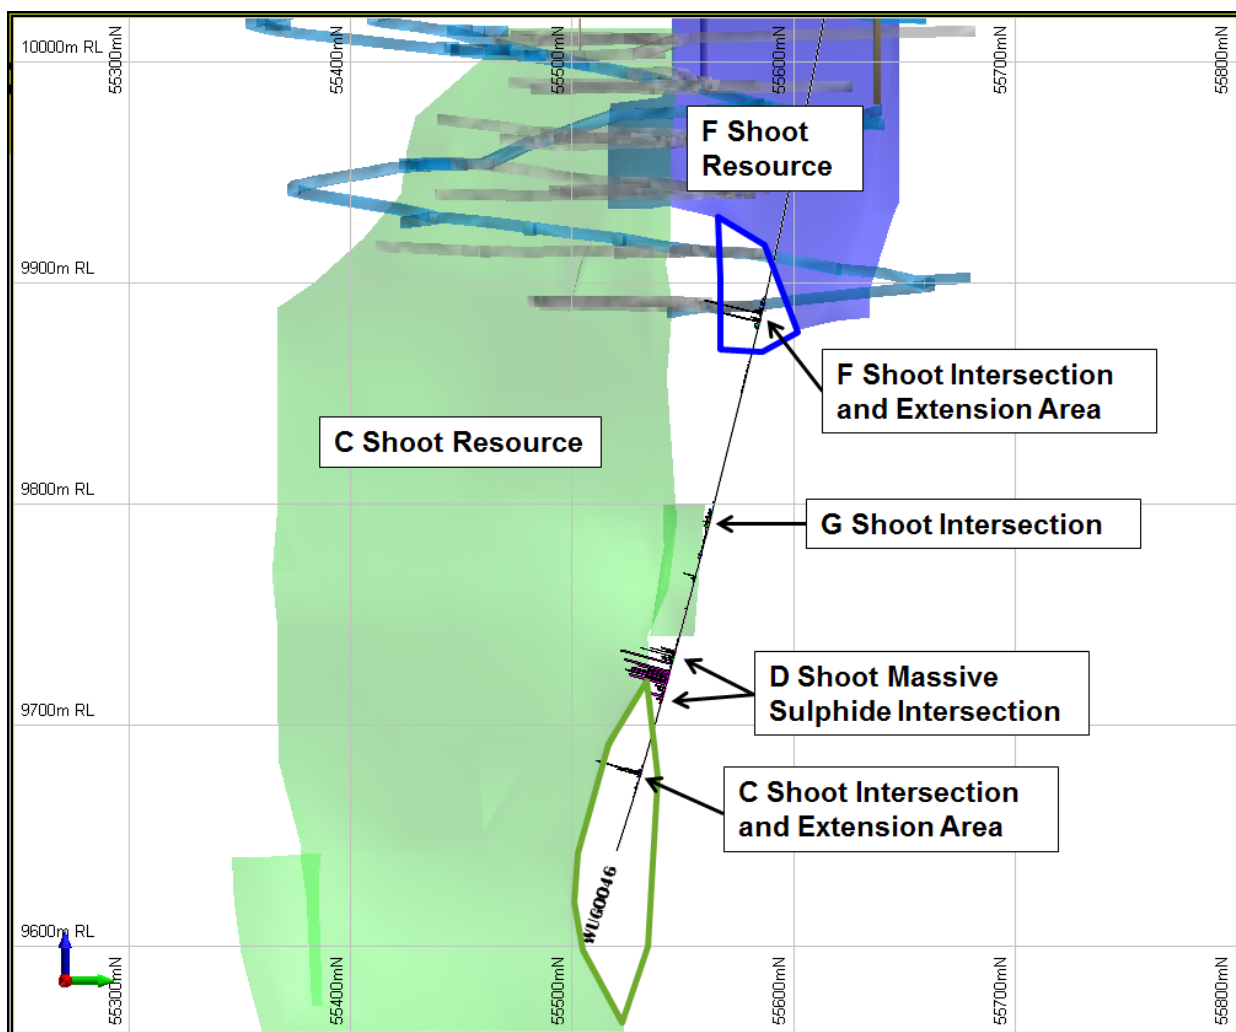 10000m RL
55300mN
55400mN
55500mN
55600mN
55700mN
55800mN
F Shoot
Resource
9900m RL
F Shoot Intersection
and Extension Area
C Shoot Resource
9800m RL
G Shoot Intersection
D Shoot Massive
Sulphide Intersection
9700m RL
C Shoot Intersection
and Extension Area
WUG0046
9600m RL
55300mN
55400mN
55500mN
55600mN
55700mN
55800mN